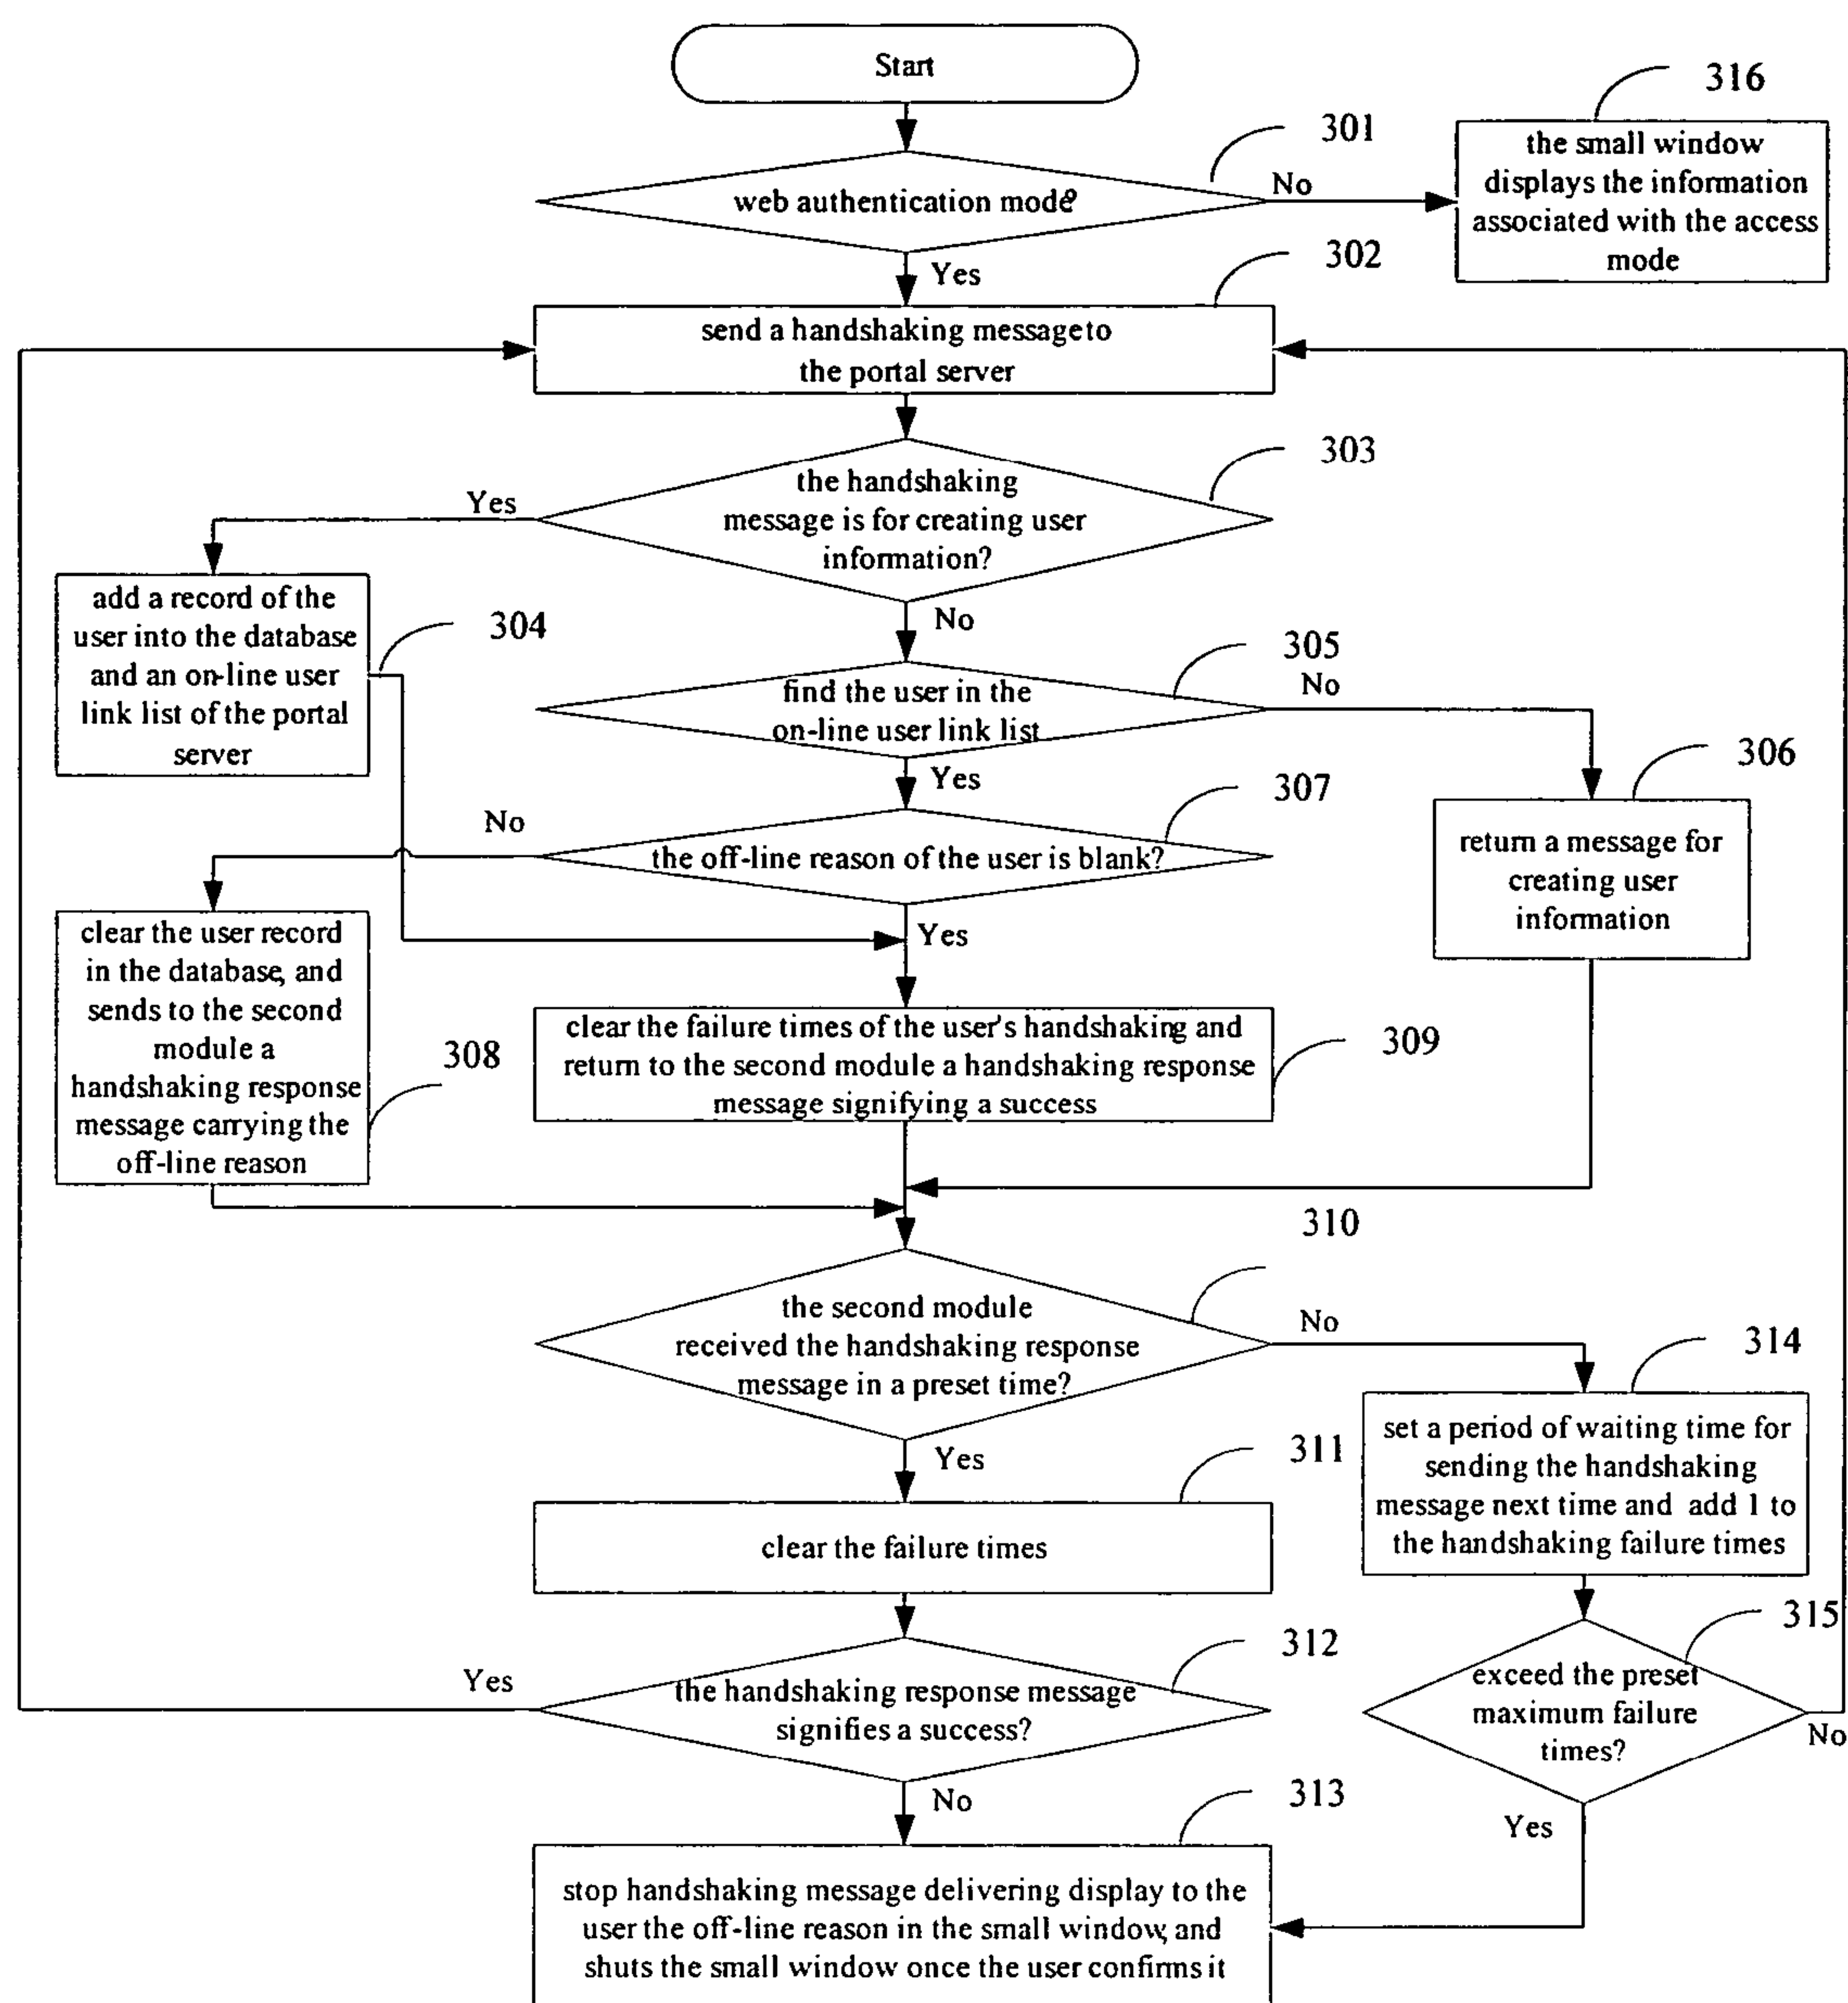 Start
316
301
the small window
displays the information
associated with the access
mode
web authentication mode?
No
302
Yes
send a handshaking message to
the portal server
303
the handshaking
message is for creating user
information?
Yes
add a record of the
user into the database
and an on-line user
link list of the portal
server
304
No
305
find the user in the
on-line user link list
No
306
Yes
307
No
the off-line reason of the user is blank?
return a message for
creating user
information
clear the user record
in the database, and
sends to the second
module a
handshaking response
message carrying the
off-line reason
308
Yes
clear the failure times of the user's handshaking and
return to the second module a handshaking response
message signifying a success
309
310
the second module
received the handshaking response
message in a preset time?
No
314
Yes
311
set a period of waiting time for
sending the handshaking
message next time and add 1 to
the handshaking failure times
clear the failure times
312
315
Yes
the handshaking response message
signifies a success?
exceed the preset
maximum failure
times?
No
No
313
Yes
stop handshaking message delivering display to the
user the off-line reason in the small window, and
shuts the small window once the user confirms it